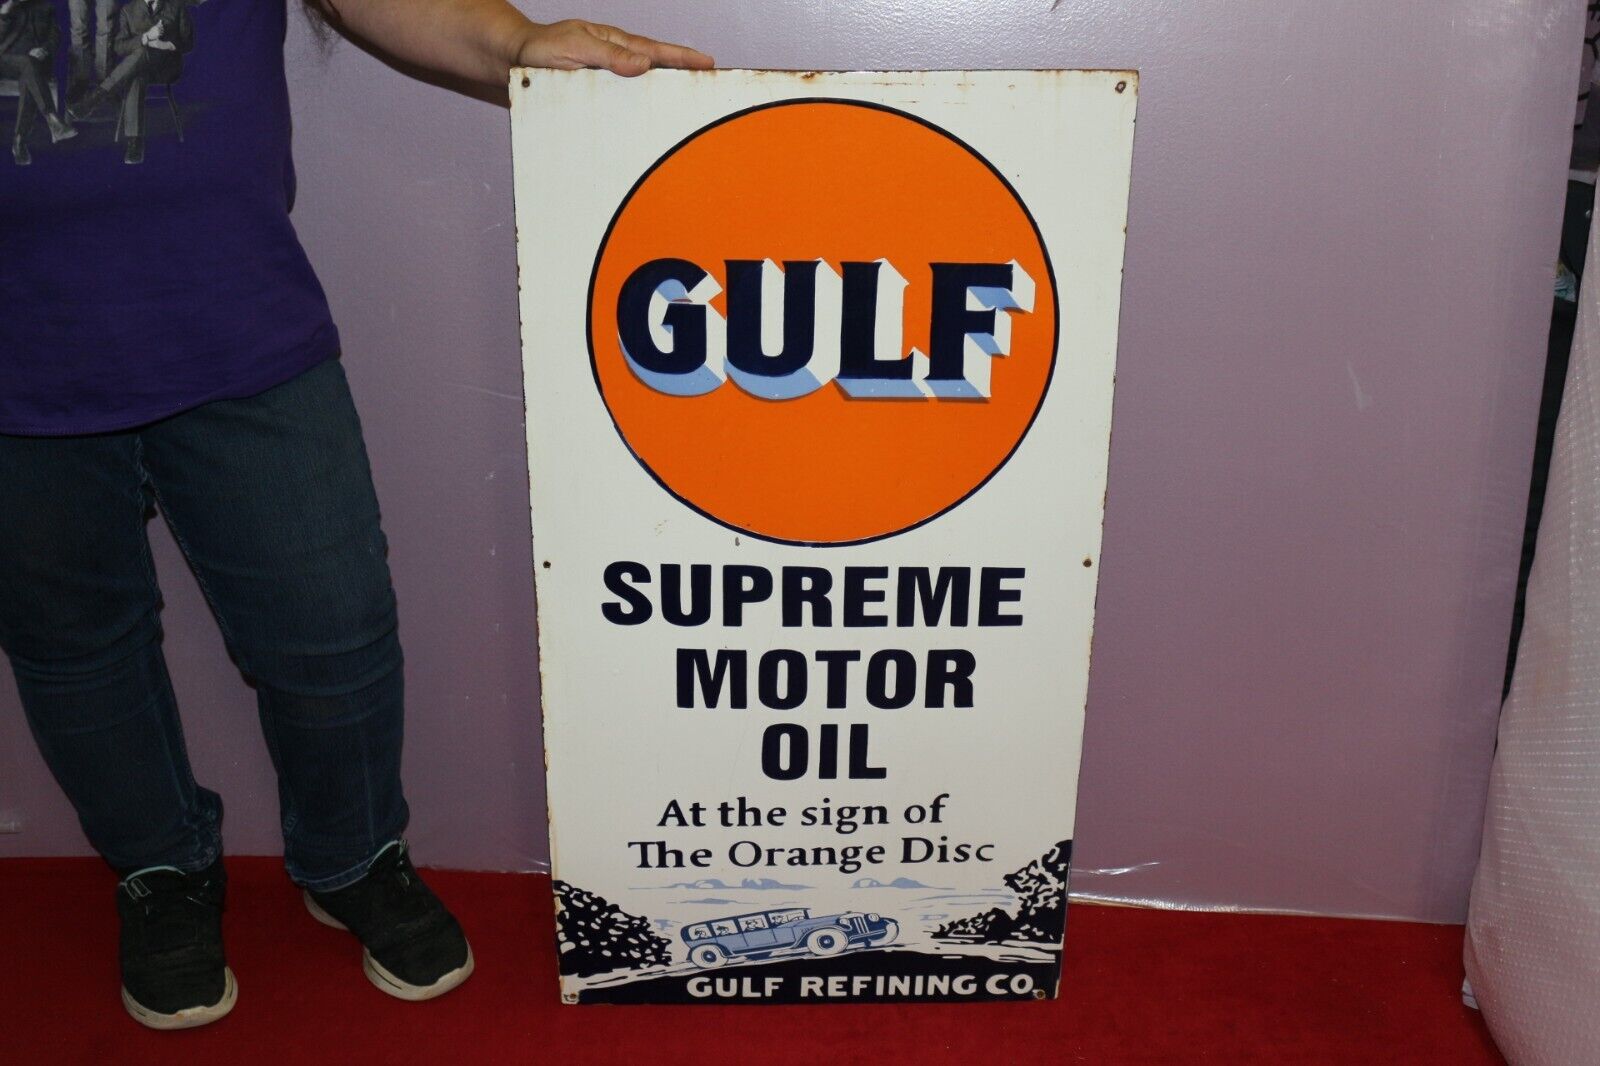 GULF
SUPREME
MOTOR
OIL
At the sign of
The Orange Disc
GULF REFINING CO.